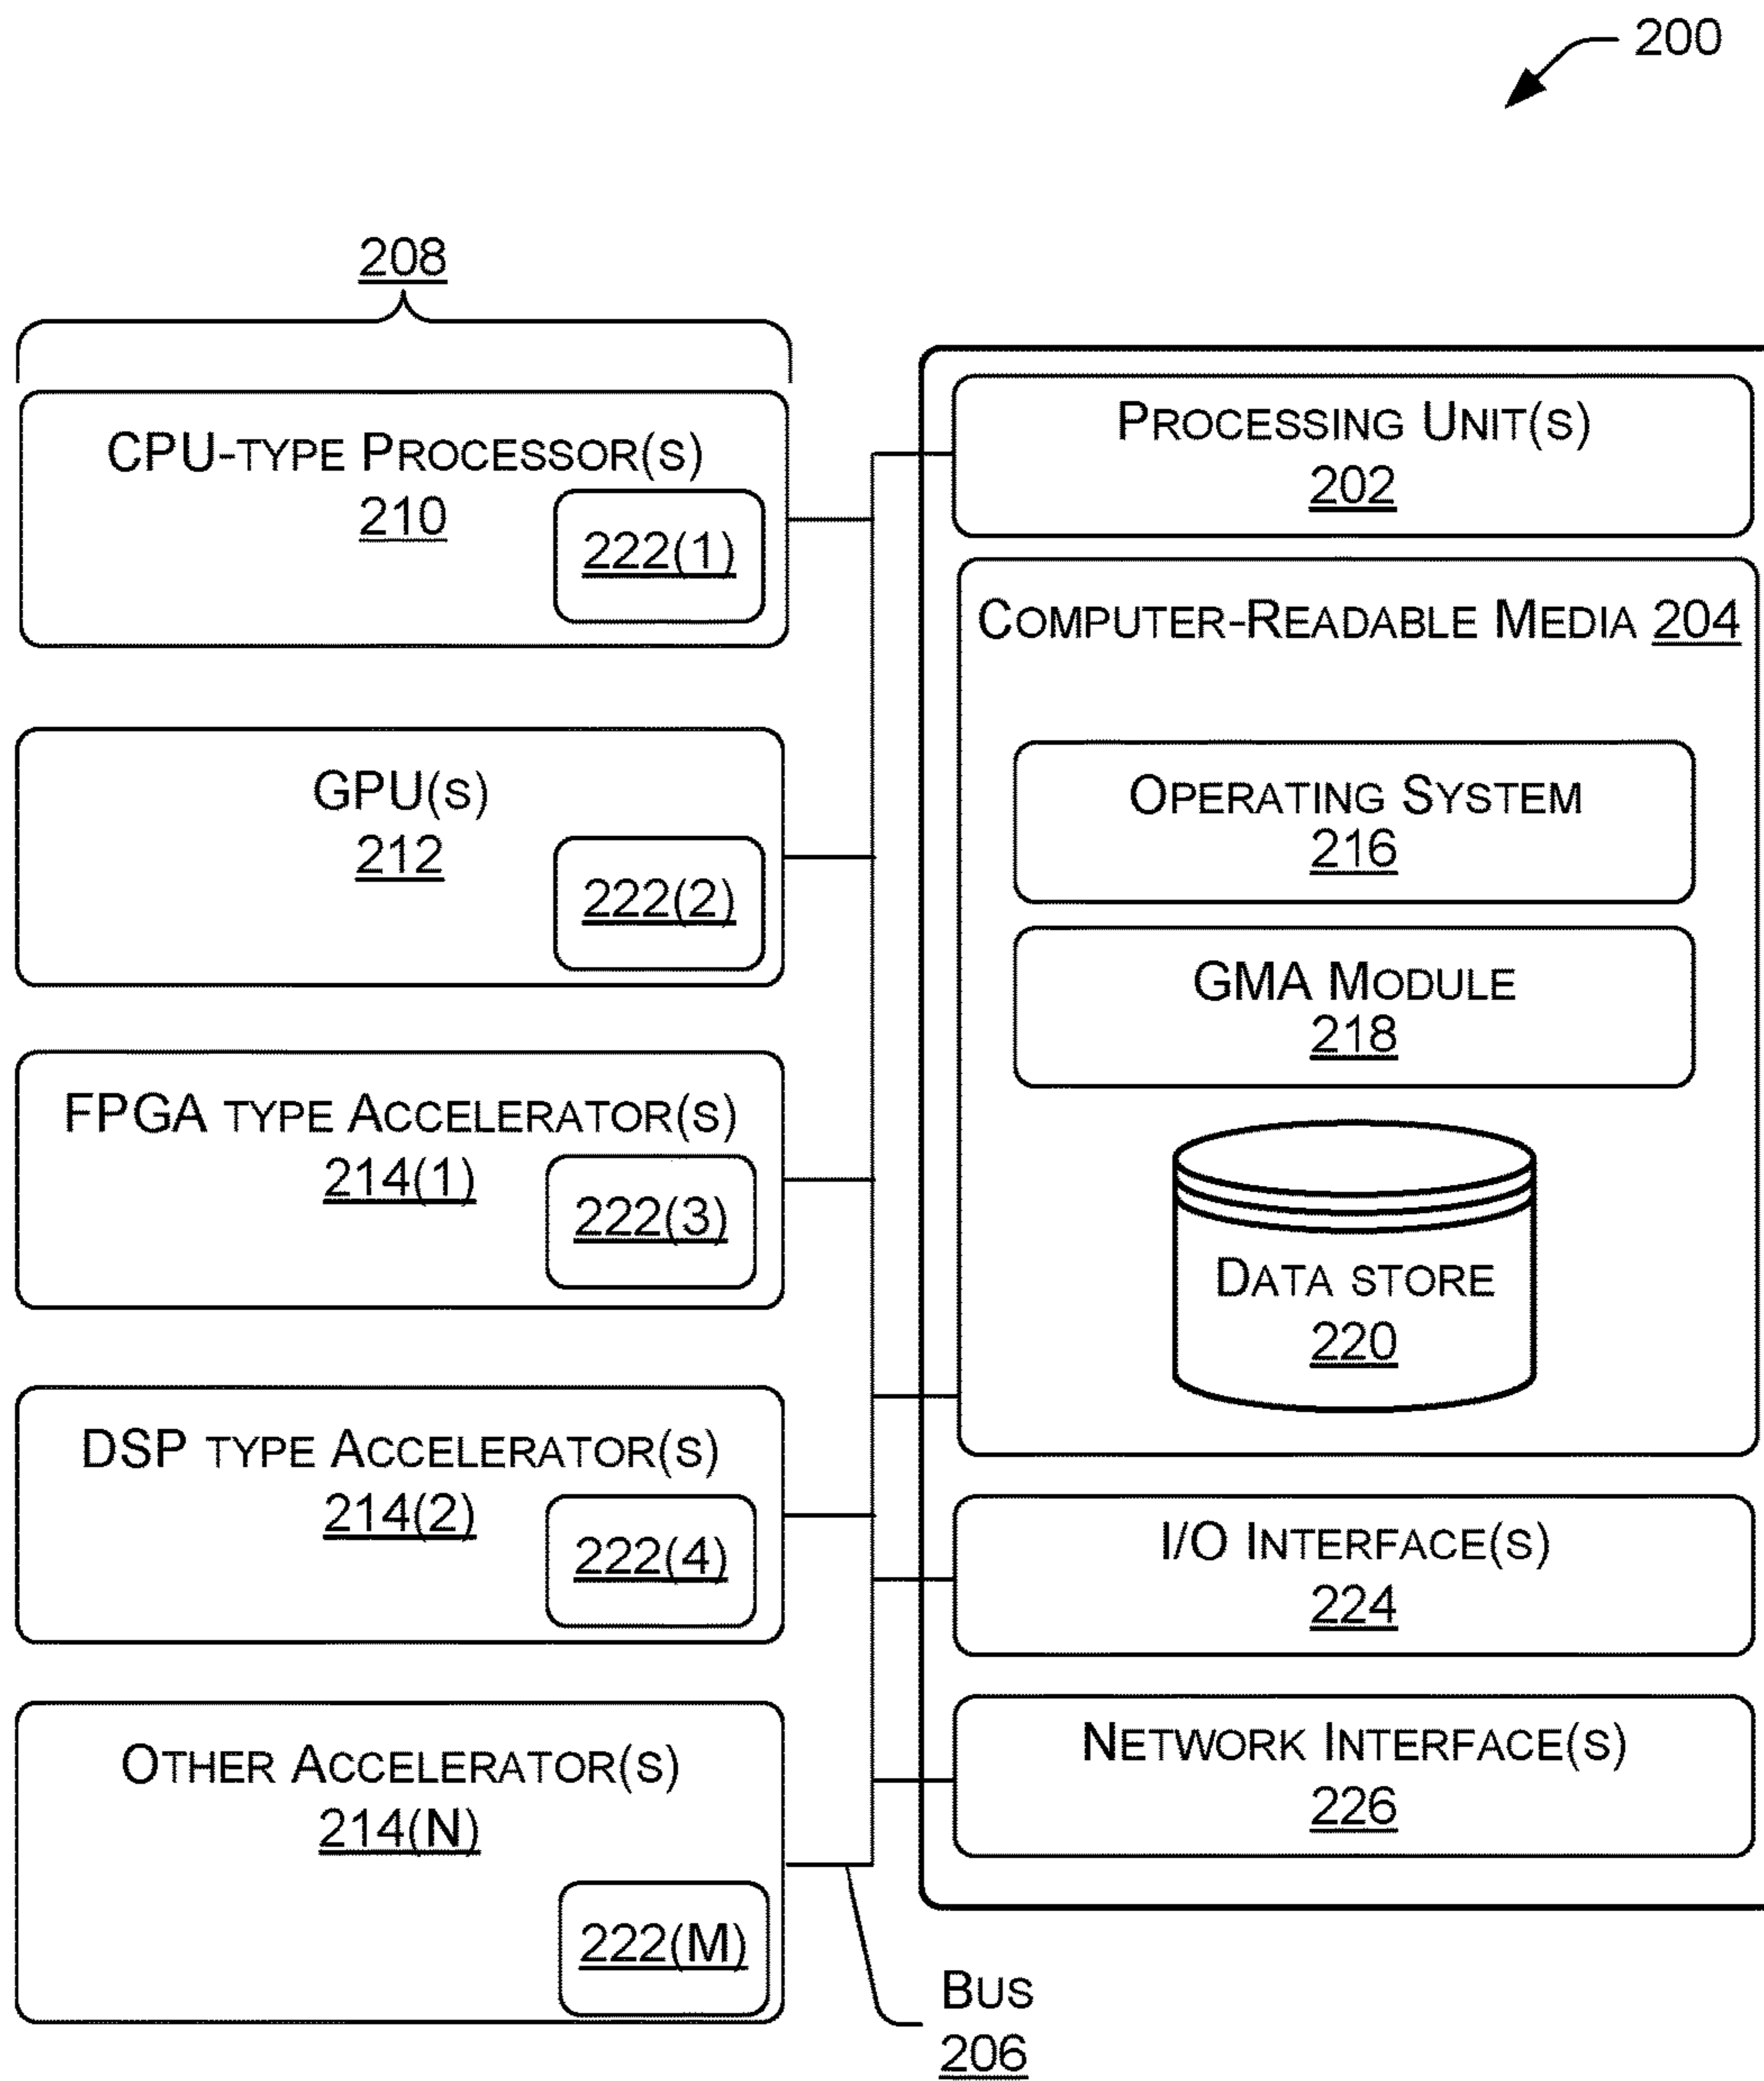 200
208
CPU-TYPE PROCESSOR(S)
210
222(1)
GPU(S)
212
222(2)
FPGA TYPE ACCELERATOR(S)
214(1)
222(3)
DSP TYPE ACCELERATOR(S)
214(2)
222(4)
OTHER ACCELERATOR(S)
214(N)
222(M)
PROCESSING UNIT(S)
202
COMPUTER-READABLE MEDIA 204
OPERATING SYSTEM
216
GMA MODULE
218
DATA STORE
220
I/O INTERFACE(S)
224
NETWORK INTERFACE(S)
226
BUS
206